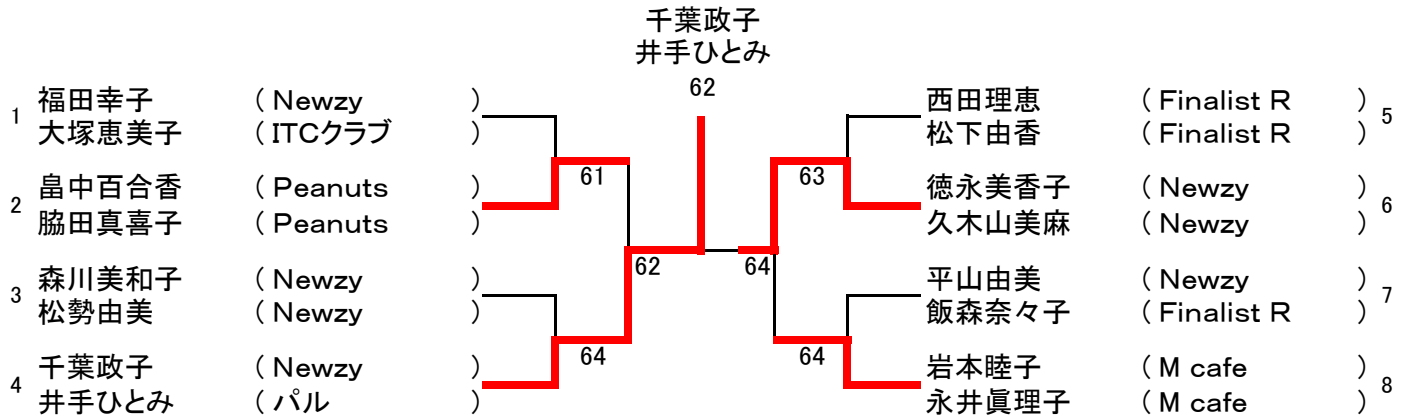 千葉政子
井手ひとみ
62
1 福田幸子 ( Newzy )
大塚恵美子 ( ITCクラブ )
61
2 畠中百合香 ( Peanuts )
脇田真喜子 ( Peanuts )
62
3 森川美和子 ( Newzy )
松勢由美 ( Newzy )
64
4 千葉政子 ( Newzy )
井手ひとみ ( パル )
西田理恵 ( Finalist R ) 5
松下由香 ( Finalist R )
63
徳永美香子 ( Newzy ) 6
久木山美麻 ( Newzy )
64
平山由美 ( Newzy ) 7
飯森奈々子 ( Finalist R )
64
岩本睦子 ( M cafe ) 8
永井眞理子 ( M cafe )